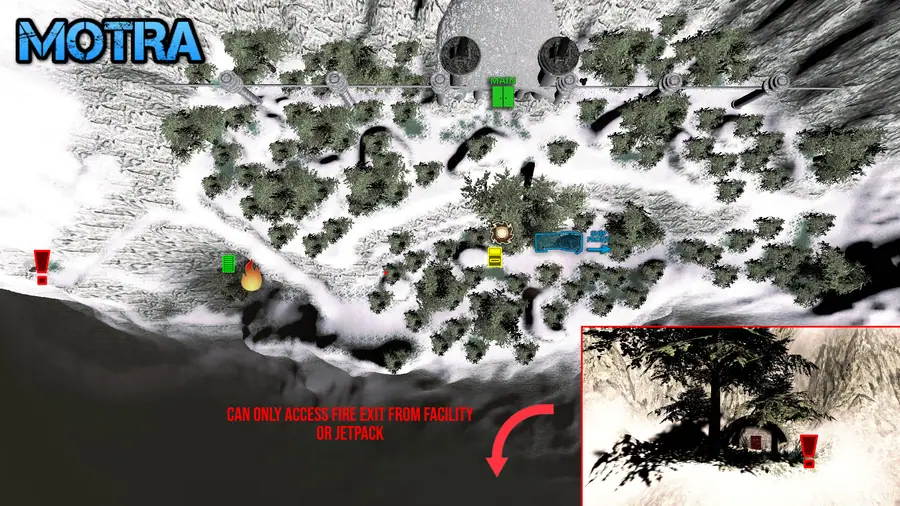 MOTRA
MAIN
CAN ONLY ACCESS FIRE EXIT FROM FACILITY
OR JETPACK